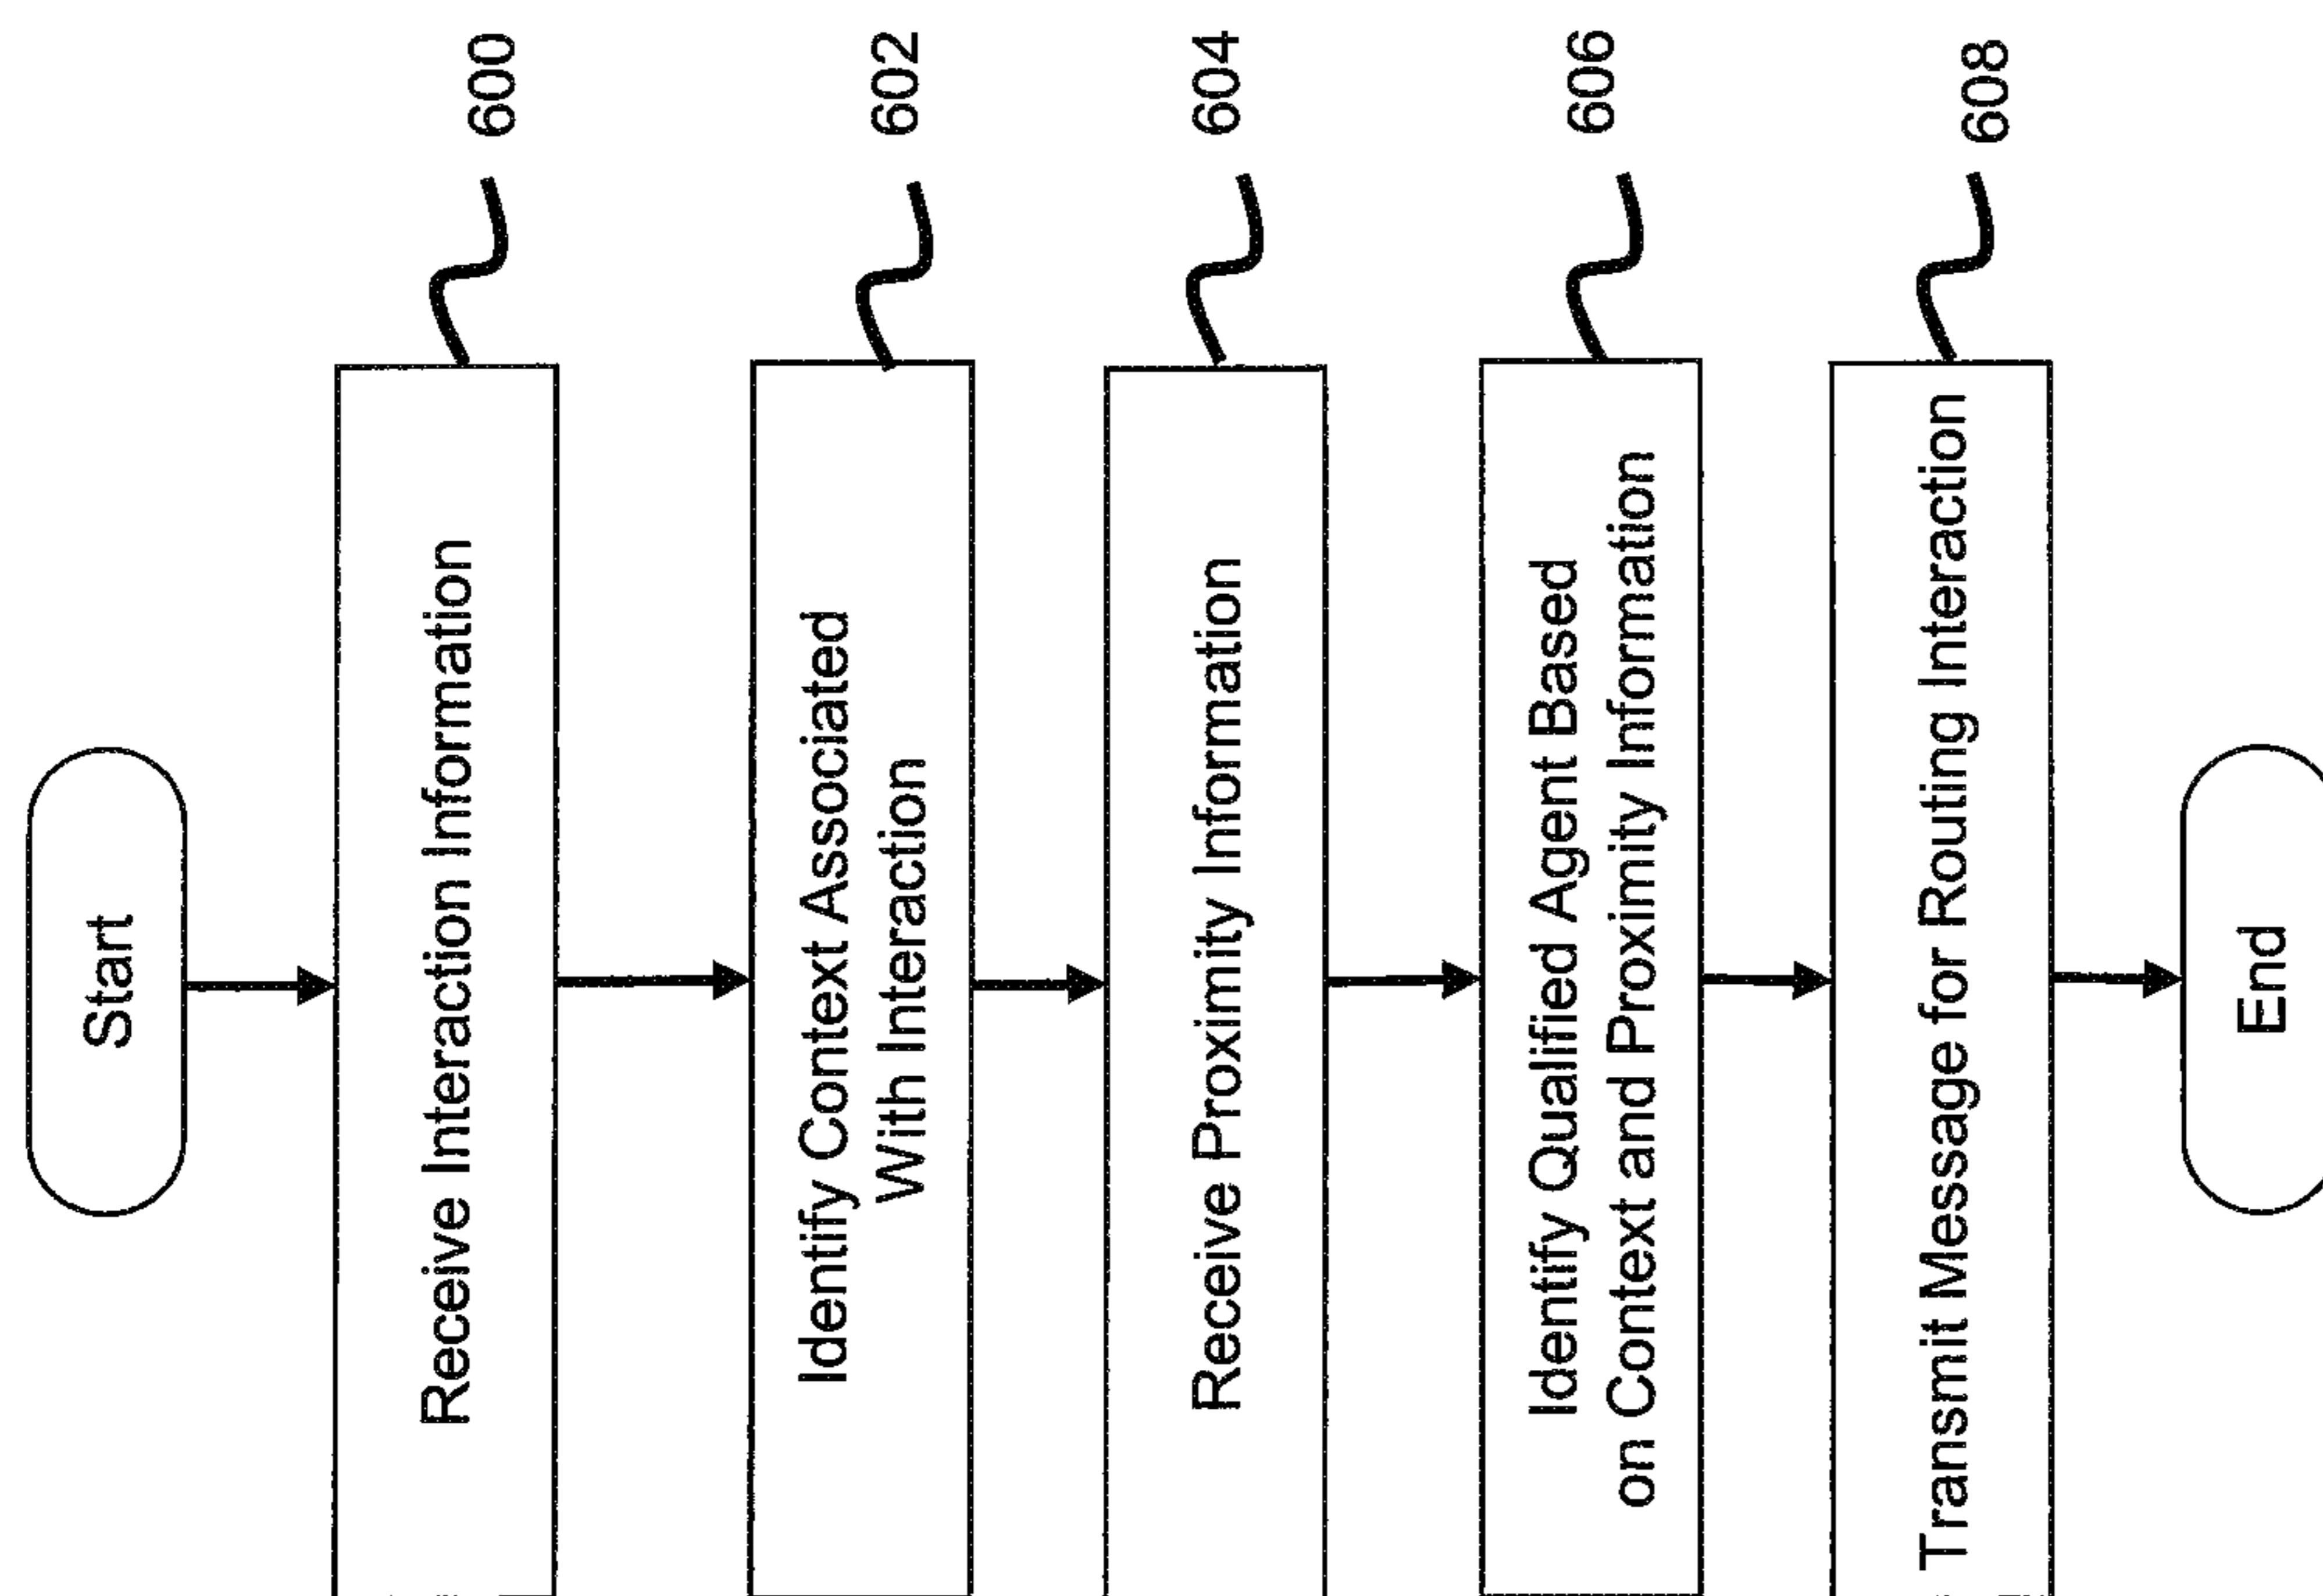 Start
Receive Interaction Information
600
Identify Context Associated
With Interaction
602
Receive Proximity Information
604
Identify Qualified Agent Based
on Context and Proximity Information
606
Transmit Message for Routing Interaction
608
End